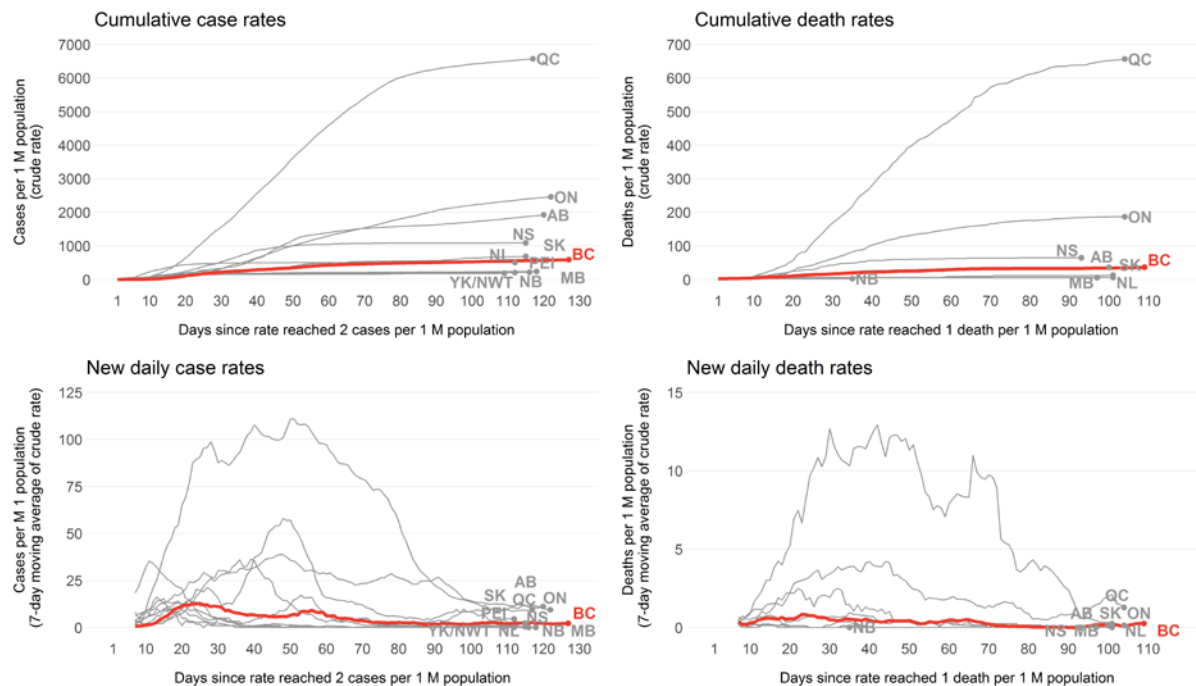 Cumulative case rates
Cases per 1 M population
(crude rate)
7000
6000
5000
4000
3000
2000
1000
0
QC
ON
AB
NS
SK
BC
NL
PEI
YK/NWT
NB
MB
1 10 20 30 40 50 60 70 80 90 100 110 120 130
Days since rate reached 2 cases per 1 M population
Cumulative death rates
Deaths per 1 M population
(crude rate)
700
600
500
400
300
200
100
0
QC
ON
NS
AB
SK
BC
NB
MB
NL
1 10 20 30 40 50 60 70 80 90 100 110
Days since rate reached 1 death per 1 M population
New daily case rates
Cases per M 1 population
(7-day moving average of crude rate)
125
100
75
50
25
0
AB
SK
QC
ON
PEI
NS
BC
YK/NWT
NL
NB
MB
1 10 20 30 40 50 60 70 80 90 100 110 120 130
Days since rate reached 2 cases per 1 M population
New daily death rates
Deaths per 1 M population
(7-day moving average of crude rate)
15
10
5
0
QC
AB
SK
ON
NB
NS
MB
NL
BC
1 10 20 30 40 50 60 70 80 90 100 110
Days since rate reached 1 death per 1 M population